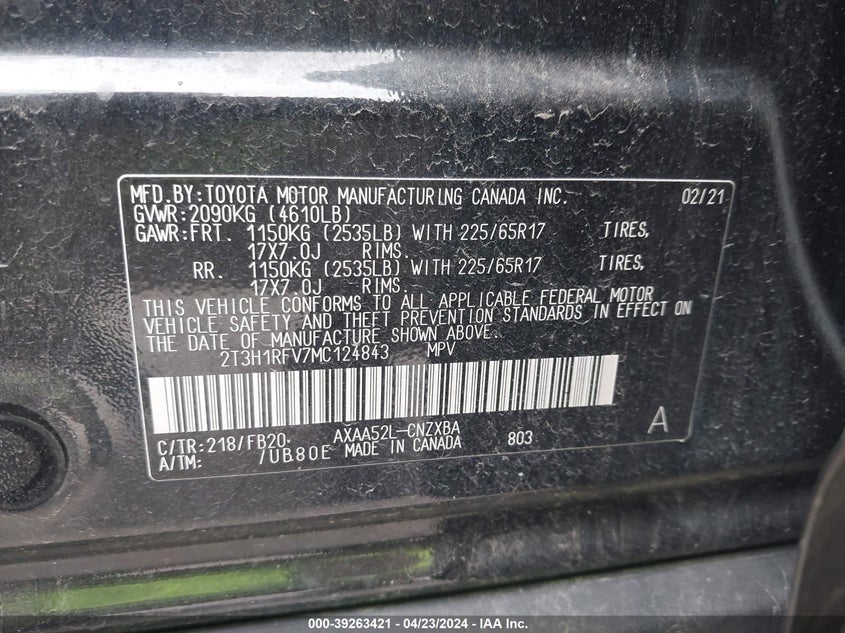 MFD.BY:TOYOTA MOTOR MANUFACTURING CANADA INC. 02/21
GVWR:2090KG (4610LB)
GAWR:FRT. 1150KG (2535LB) WITH 225/65R17 TIRES,
17X7.0J RIMS.
RR. 1150KG (2535LB) WITH 225/65R17 TIRES,
17X7.0J RIMS.
THIS VEHICLE CONFORMS TO ALL APPLICABLE FEDERAL MOTOR
VEHICLE SAFETY AND THEFT PREVENTION STANDARDS IN EFFECT ON
THE DATE OF MANUFACTURE SHOWN ABOVE.
2T3H1RFV7MC124843 MPV
C/TR:218/FB20 AXAA52L-CNZXBA A
A/TM: /UB80E MADE IN CANADA 803
000-39263421 / 04/23/2024 - IAA Inc.